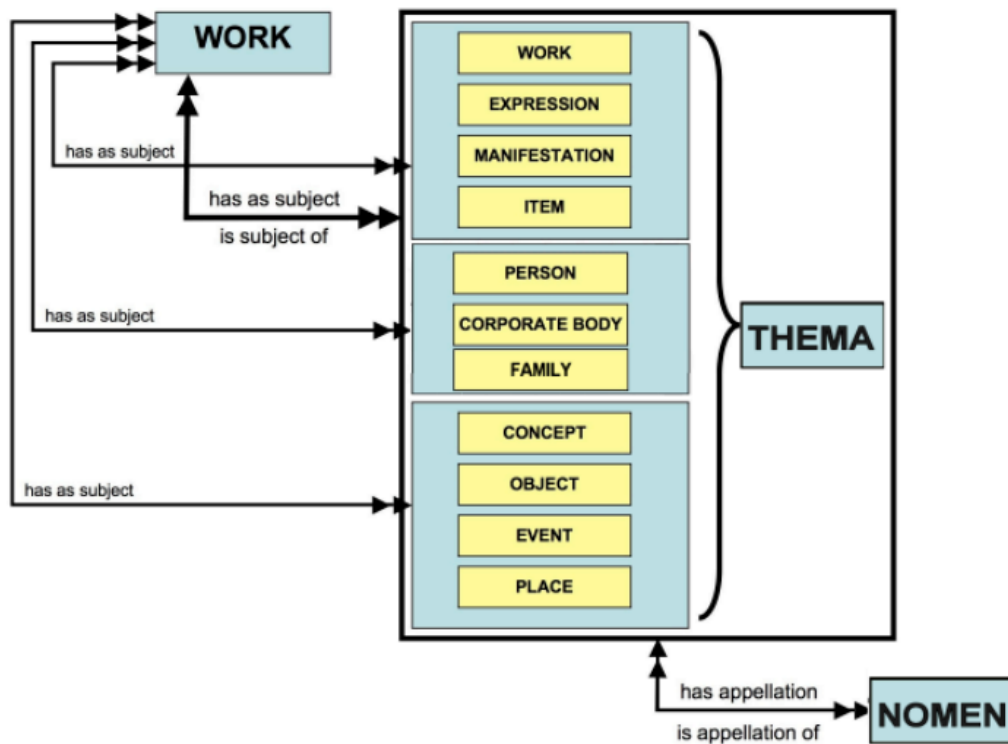 WORK
WORK
EXPRESSION
has as subject
MANIFESTATION
has as subject
ITEM
is subject of
PERSON
has as subject
CORPORATE BODY
THEMA
FAMILY
CONCEPT
has as subject
OBJECT
EVENT
PLACE
has appellation
NOMEN
is appellation of